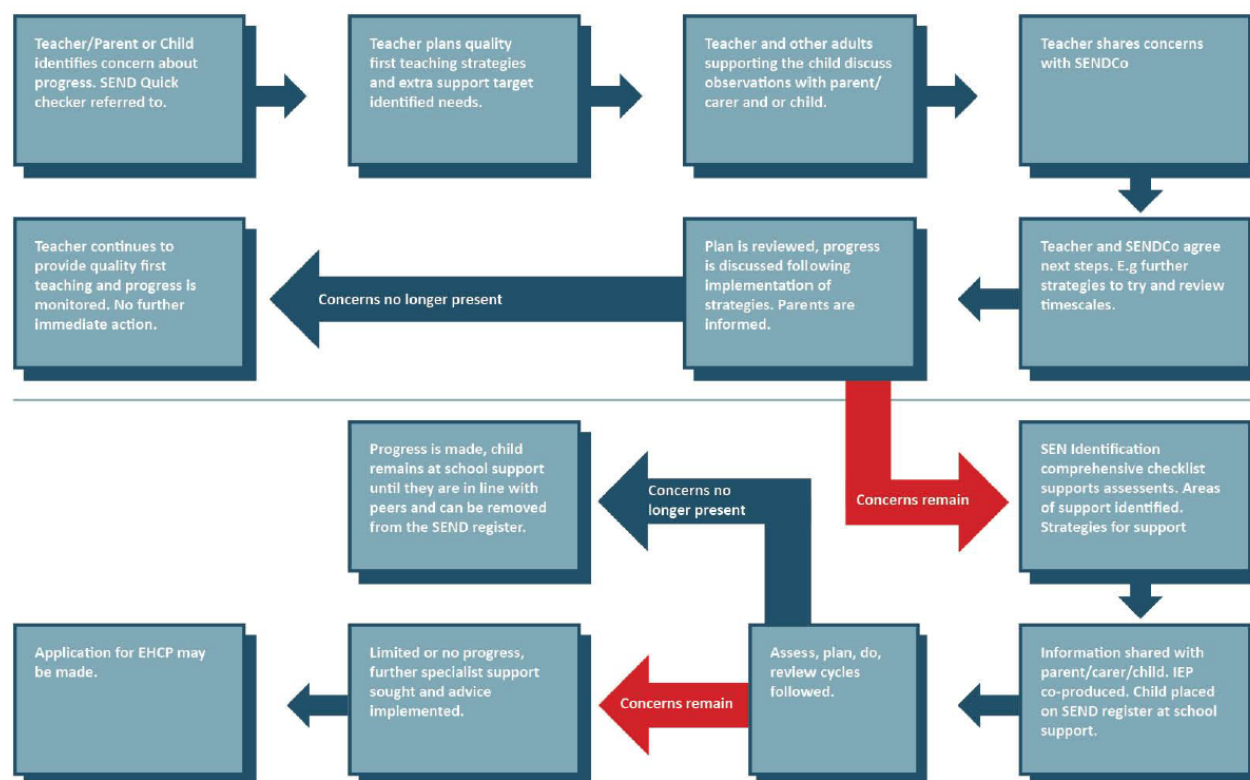 Teacher/Parent or Child
identifies concern about
progress. SEND Quick
checker referred to.
Teacher plans quality
first teaching strategies
and extra support target
identified needs.
Teacher and other adults
supporting the child discuss
observations with parent/
carer and or child.
Teacher shares concerns
with SENDCo
Teacher and SENDCo agree
next steps. E.g further
strategies to try and review
timescales.
Plan is reviewed, progress
is discussed following
implementation of
strategies. Parents are
informed.
Concerns no longer present
Teacher continues to
provide quality first
teaching and progress is
monitored. No further
immediate action.
Concerns remain
SEN Identification
comprehensive checklist
supports assessents. Areas
of support identified.
Strategies for support
Information shared with
parent/carer/child. IEP
co-produced. Child placed
on SEND register at school
support.
Assess, plan, do,
review cycles
followed.
Concerns no
longer present
Progress is made, child
remains at school support
until they are in line with
peers and can be removed
from the SEND register.
Concerns remain
Limited or no progress,
further specialist support
sought and advice
implemented.
Application for EHCP may
be made.